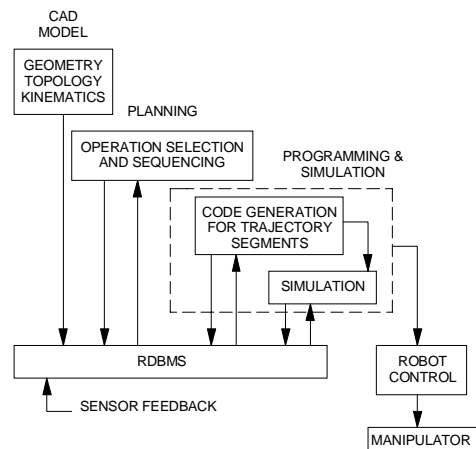 CAD
MODEL
GEOMETRY
TOPOLOGY
KINEMATICS
PLANNING
OPERATION SELECTION
AND SEQUENCING
PROGRAMMING &
SIMULATION
CODE GENERATION
FOR TRAJECTORY
SEGMENTS
SIMULATION
RDBMS
ROBOT
CONTROL
SENSOR FEEDBACK
MANIPULATOR